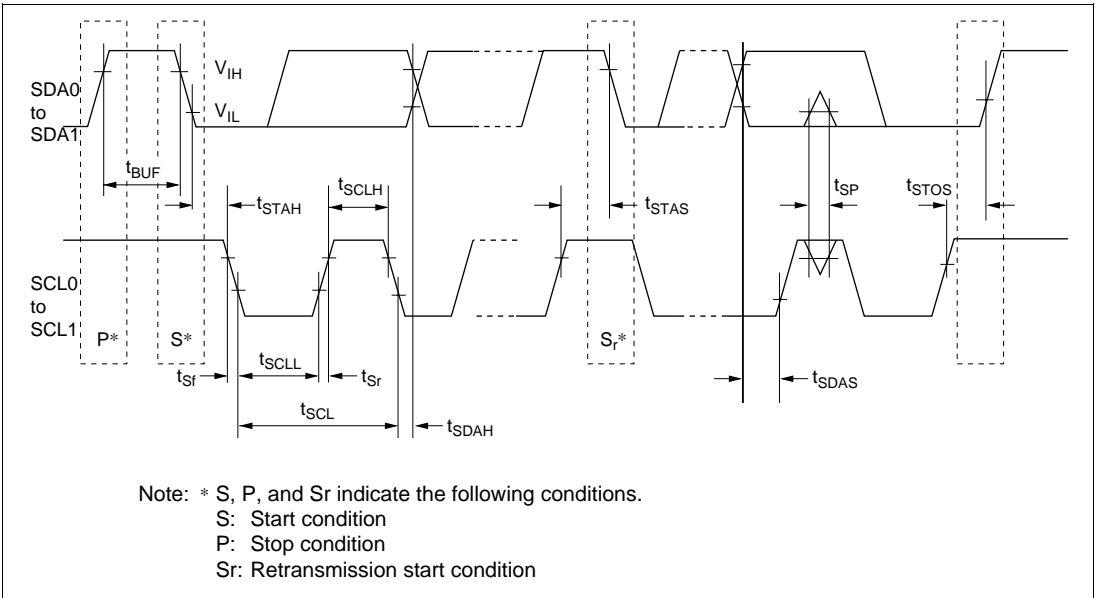 SDA0
to
SDA1
VIH
VIL
tBUF
tSTAH
tSCLH
tSTAS
tSP
tSTOS
SCL0
to
SCL1
P*
S*
Sr*
tSf
tSCLL
tSr
tSCL
tSDAH
tSDAS
Note: * S, P, and Sr indicate the following conditions.
S: Start condition
P: Stop condition
Sr: Retransmission start condition